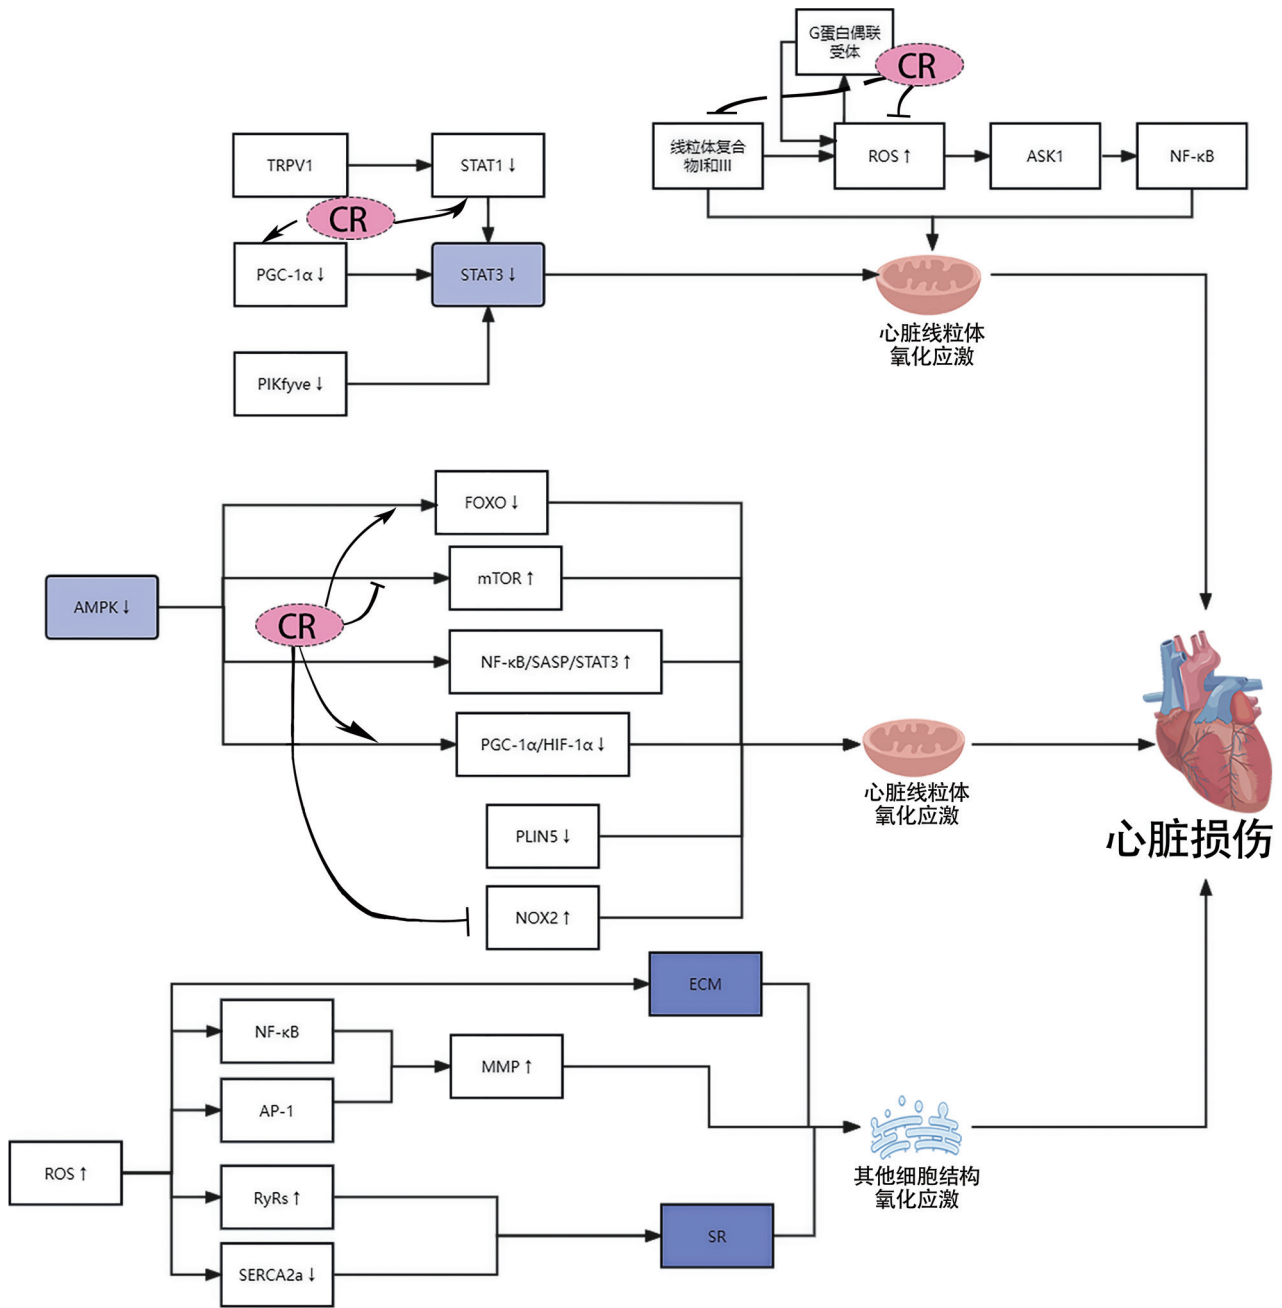 G蛋白偶联
受体
CR
线粒体复合
物I和III
ROS↑
ASK1
NF-κB
TRPV1
STAT1↓
CR
PGC-1α↓
STAT3↓
PIKfyve↓
心脏线粒体
氧化应激
FOXO↓
mTOR↑
AMPK↓
CR
NF-κB/SASP/STAT3↑
PGC-1α/HIF-1α↓
心脏线粒体
氧化应激
心脏损伤
PLIN5↓
NOX2↑
ECM
NF-κB
MMP↑
AP-1
ROS↑
RyRs↑
其他细胞结构
氧化应激
SR
SERCA2a↓